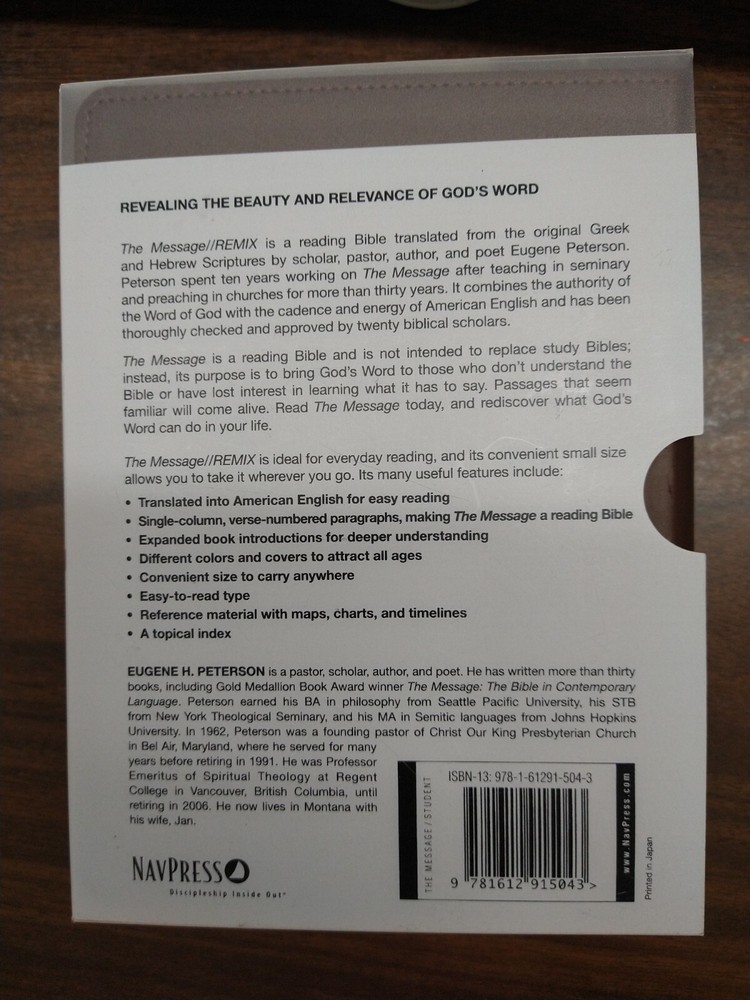 REVEALING THE BEAUTY AND RELEVANCE OF GOD'S WORD
The Message//REMIX is a reading Bible translated from the original Greek
and Hebrew Scriptures by scholar, pastor, author, and poet Eugene Peterson.
Peterson spent ten years working on The Message after teaching in seminary
and preaching in churches for more than thirty years. It combines the authority of
the Word of God with the cadence and energy of American English and has been
thoroughly checked and approved by twenty biblical scholars.
The Message is a reading Bible and is not intended to replace study Bibles;
instead, its purpose is to bring God's Word to those who don't understand the
Bible or have lost interest in learning what it has to say. Passages that seem
familiar will come alive. Read The Message today, and rediscover what God's
Word can do in your life.
The Message//REMIX is ideal for everyday reading, and its convenient small size
allows you to take it wherever you go. Its many useful features include:
• Translated into American English for easy reading
• Single-column, verse-numbered paragraphs, making The Message a reading Bible
• Expanded book introductions for deeper understanding
• Different colors and covers to attract all ages
• Convenient size to carry anywhere
• Easy-to-read type
• Reference material with maps, charts, and timelines
• A topical index
EUGENE H. PETERSON is a pastor, scholar, author, and poet. He has written more than thirty
books, including Gold Medallion Book Award winner The Message: The Bible in Contemporary
Language. Peterson earned his BA in philosophy from Seattle Pacific University, his STB
from New York Theological Seminary, and his MA in Semitic languages from Johns Hopkins
University. In 1962, Peterson was a founding pastor of Christ Our King Presbyterian Church
in Bel Air, Maryland, where he served for many
years before retiring in 1991. He was Professor
Emeritus of Spiritual Theology at Regent
College in Vancouver, British Columbia, until
retiring in 2006. He now lives in Montana with
his wife, Jan.
NAVPRESS
Discipleship Inside Out®
THE MESSAGE / STUDENT
ISBN-13: 978-1-61291-504-3
9 781612 915043 >
www.NavPress.com
Printed in Japan